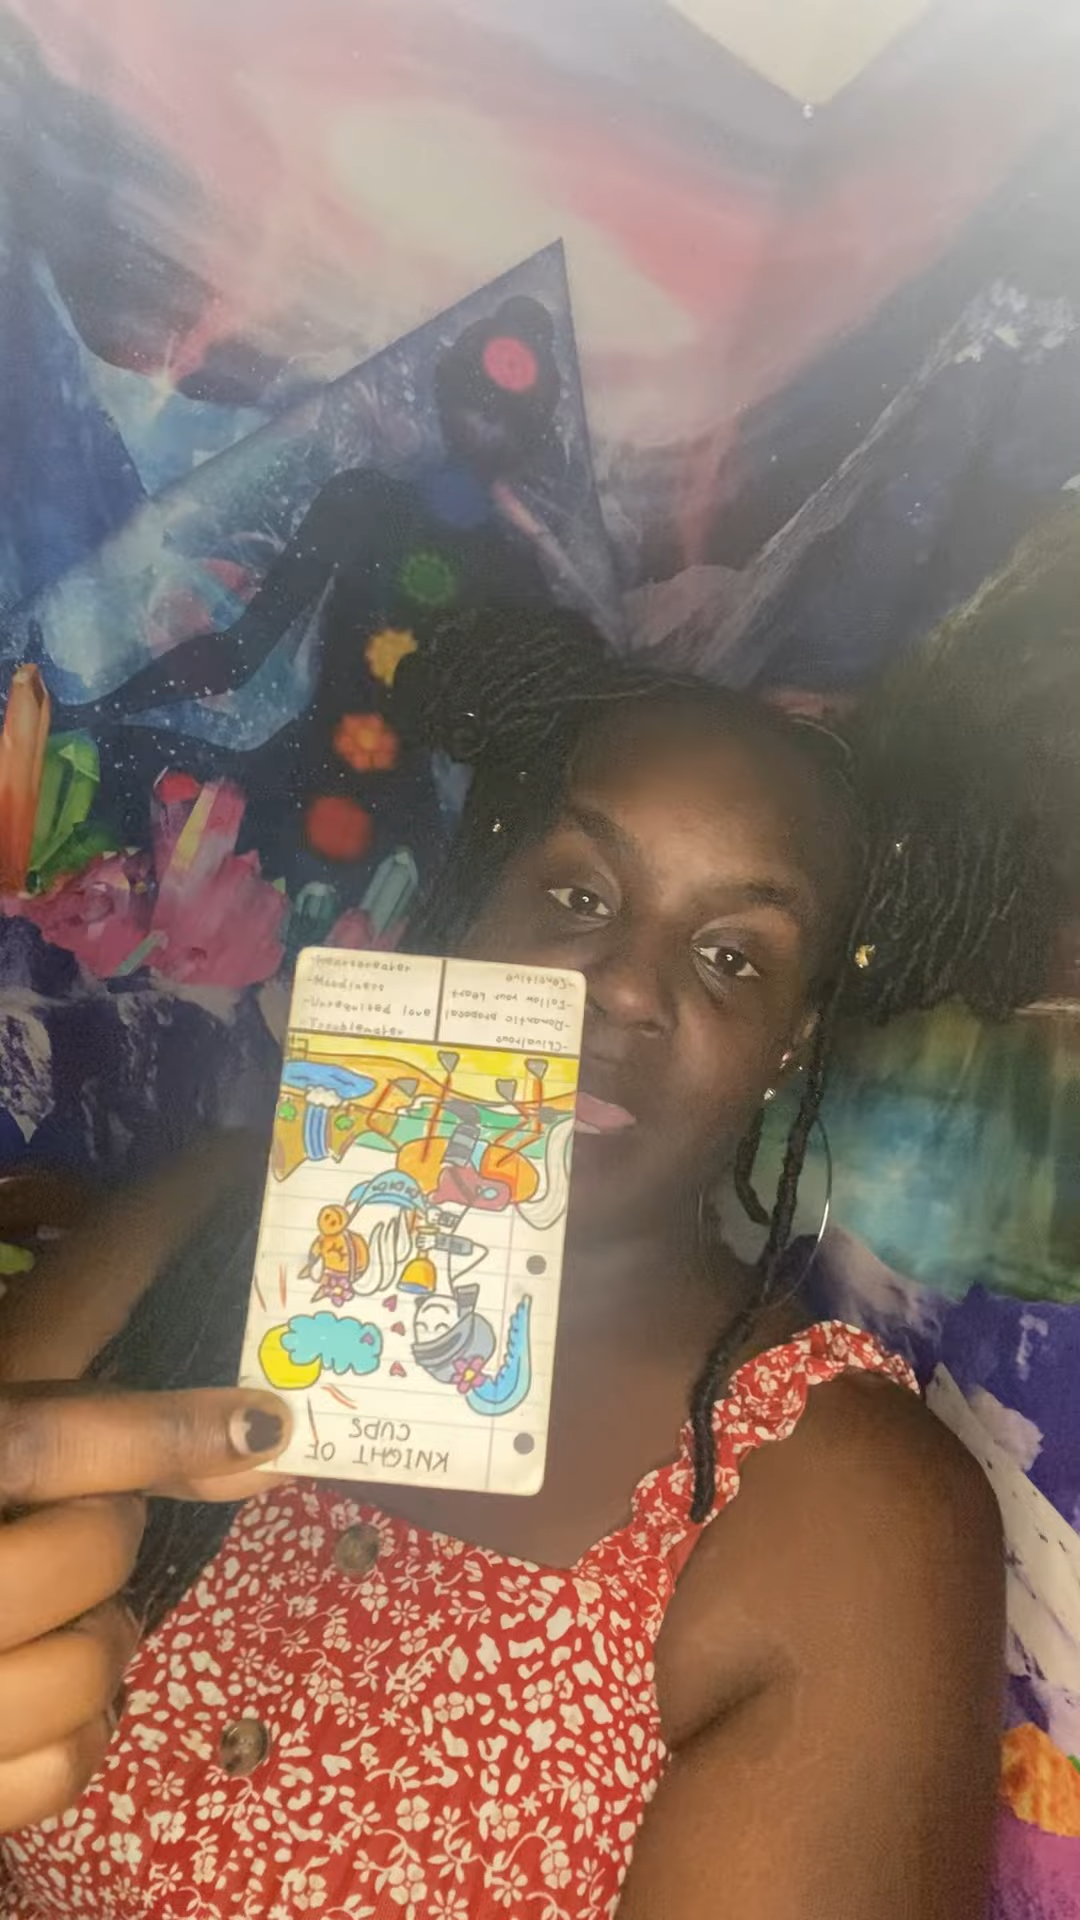 -Heartbreaker
-Moodiness
-Unrequited love
-Troublemaker
-Chivalrous
-Romantic proposal
-Follow your heart
-Sensitive
KNIGHT OF
CUPS